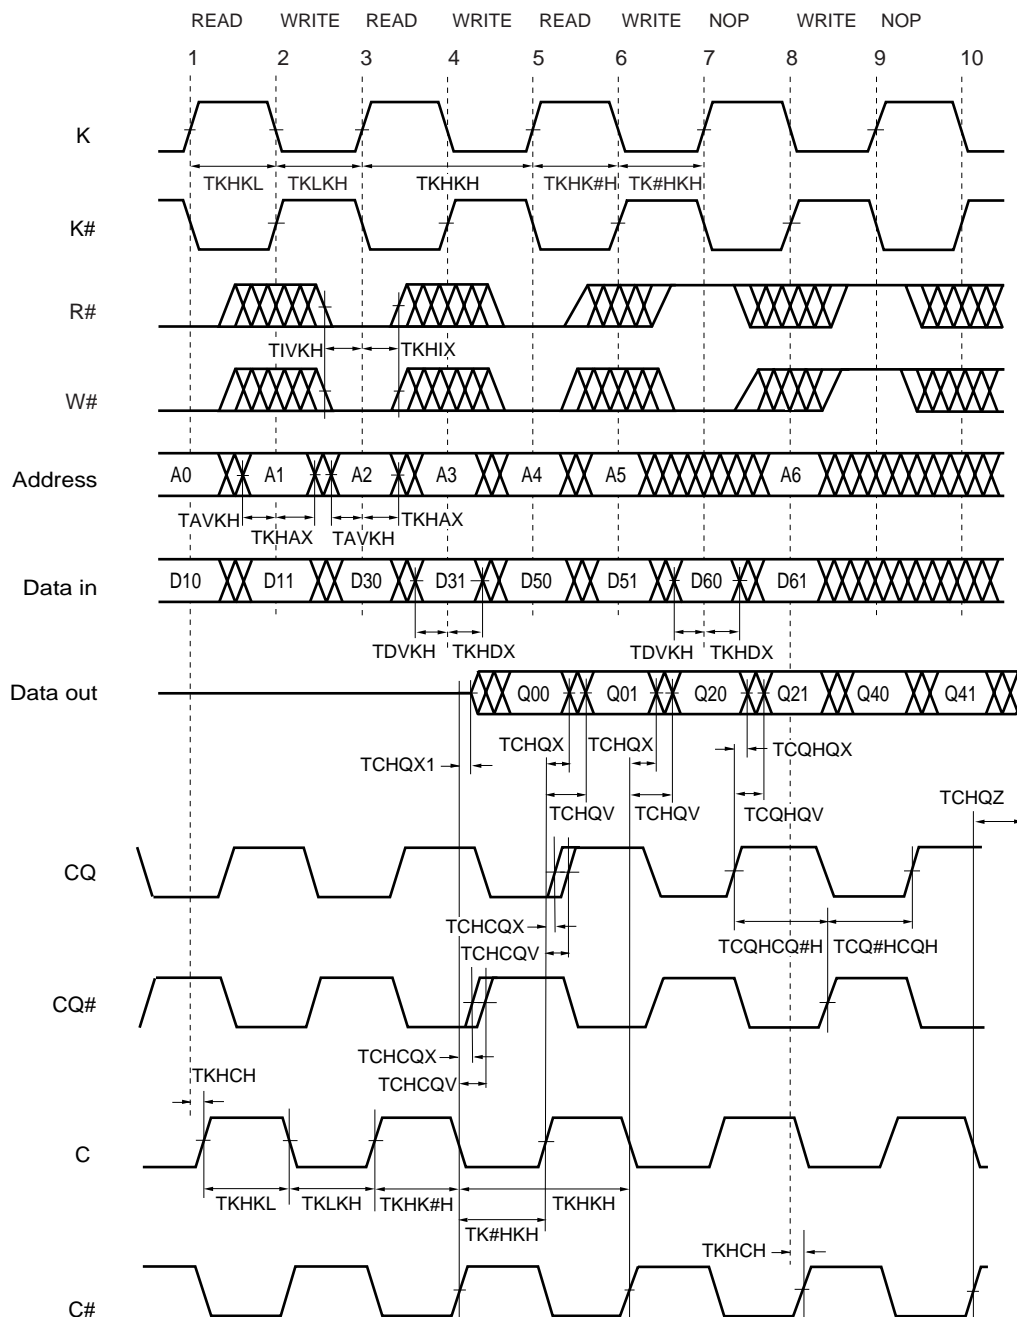 READ WRITE READ WRITE READ WRITE NOP WRITE NOP
1 2 3 4 5 6 7 8 9 10
K
TKHKL TKLKH TKHKH TKHK#H TK#HKH
K#
R#
TIVKH TKHIX
W#
Address A0 A1 A2 A3 A4 A5 A6
TAVKH TKHAX TAVKH TKHAX
Data in D10 D11 D30 D31 D50 D51 D60 D61
TDVKH TKHDX TDVKH TKHDX
Data out Q00 Q01 Q20 Q21 Q40 Q41
TCHQX1 TCHQX TCHQX TCQHQX
TCHQV TCHQV TCQHQV TCHQZ
CQ
TCHCQX TCQHCQ#H TCQ#HCQH
TCHCQV
CQ#
TCHCQX
TCHCQV
TKHCH
C
TKHKL TKLKH TKHK#H TKHKH
TK#HKH
TKHCH
C#